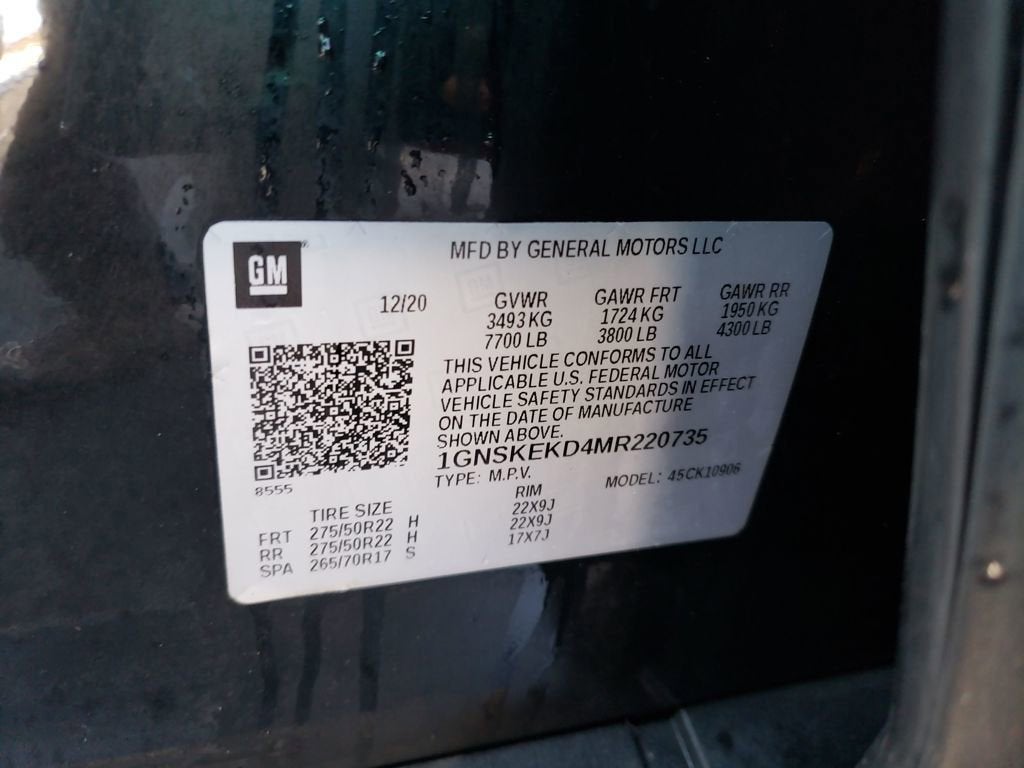 GM
MFD BY GENERAL MOTORS LLC
12/20
GVWR
3493 KG
7700 LB
GAWR FRT
1724 KG
3800 LB
GAWR RR
1950 KG
4300 LB
THIS VEHICLE CONFORMS TO ALL
APPLICABLE U.S. FEDERAL MOTOR
VEHICLE SAFETY STANDARDS IN EFFECT
ON THE DATE OF MANUFACTURE
SHOWN ABOVE.
1GNSKEKD4MR220735
TYPE: M.P.V.
MODEL: 45CK10906
8555
TIRE SIZE
RIM
FRT 275/50R22 H 22X9J
RR 275/50R22 H 22X9J
SPA 265/70R17 S 17X7J